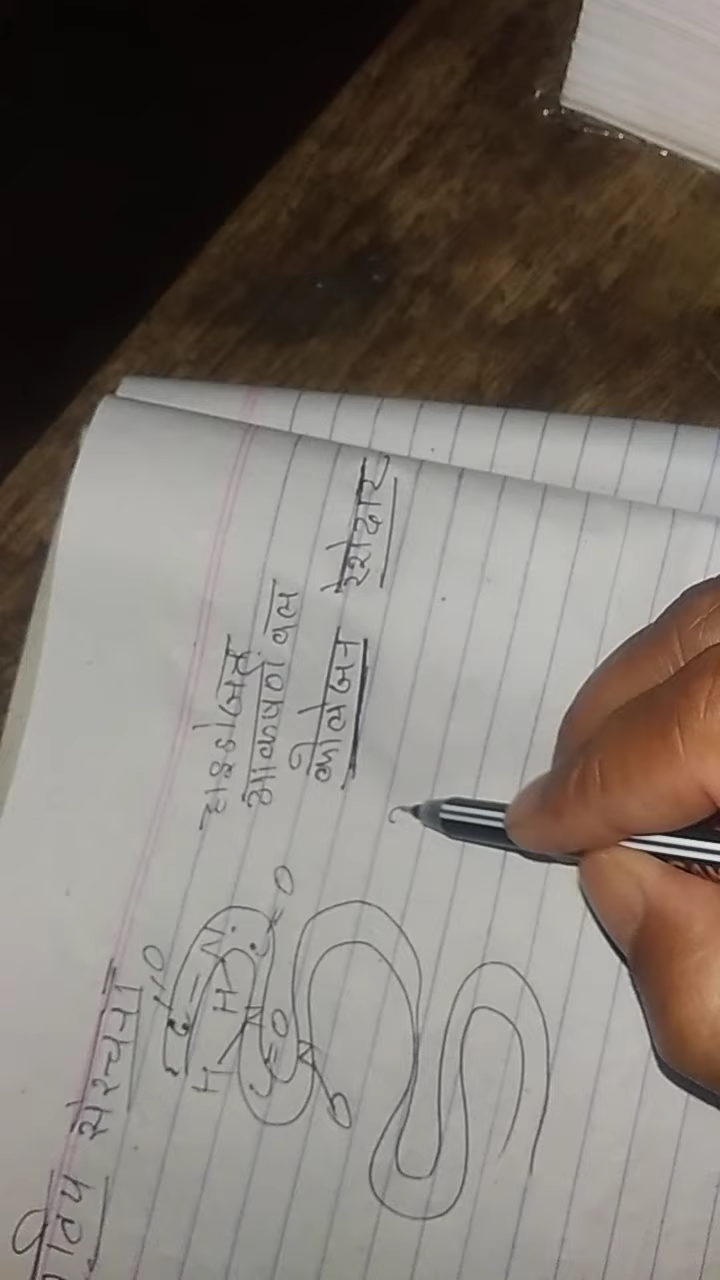 संरचना
हाइड्रोजन
आकर्षण बल
कोलेजन रेशेदार
O
C - N
H
C = O
H N
C = O
N